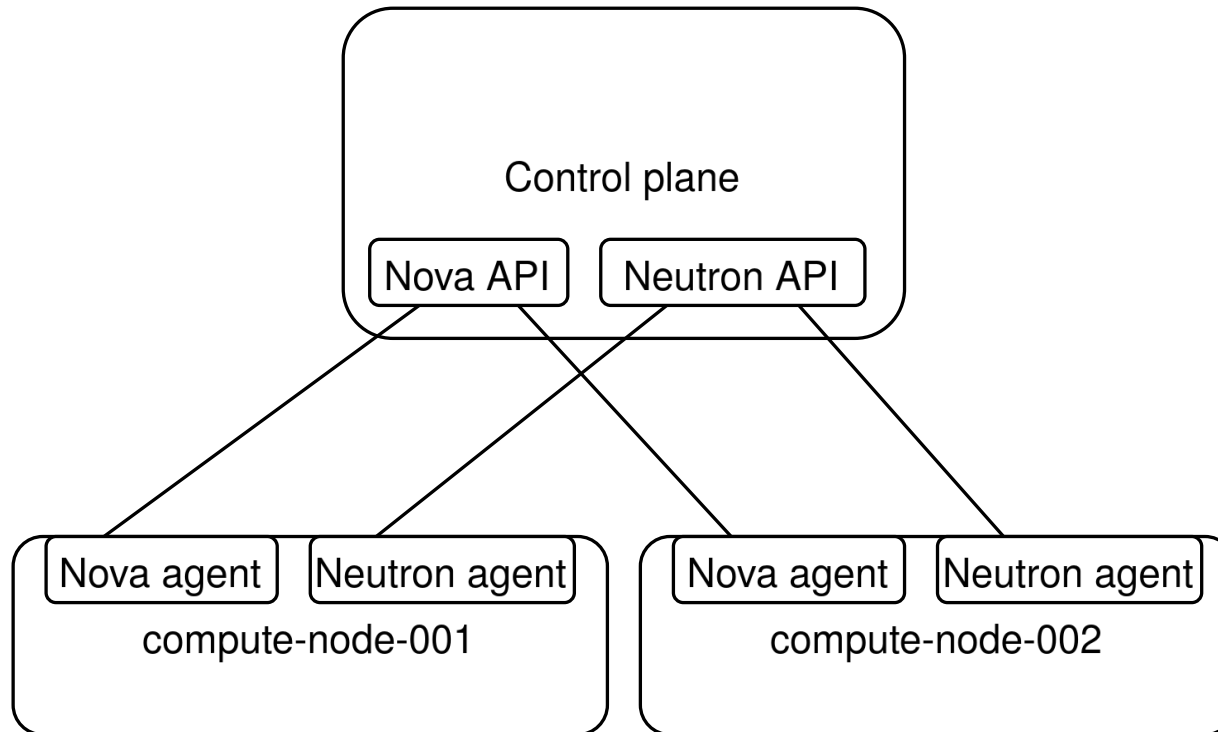 Control plane
Nova API
Neutron API
Nova agent
Neutron agent
compute-node-001
Nova agent
Neutron agent
compute-node-002